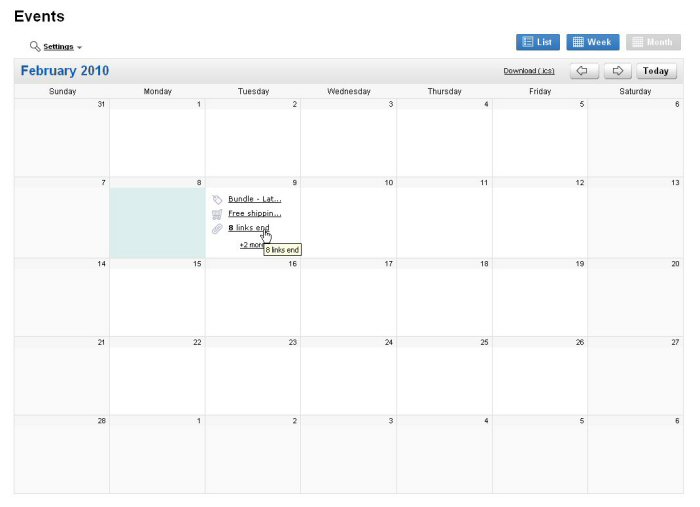 Events
Settings
List Week Month
February 2010 Download (.ics) Today
Sunday Monday Tuesday Wednesday Thursday Friday Saturday
31 1 2 3 4 5 6
7 8 9 10 11 12 13
Bundle - Lat...
Free shippin...
8 links end
+2 more
8 links end
14 15 16 17 18 19 20
21 22 23 24 25 26 27
28 1 2 3 4 5 6